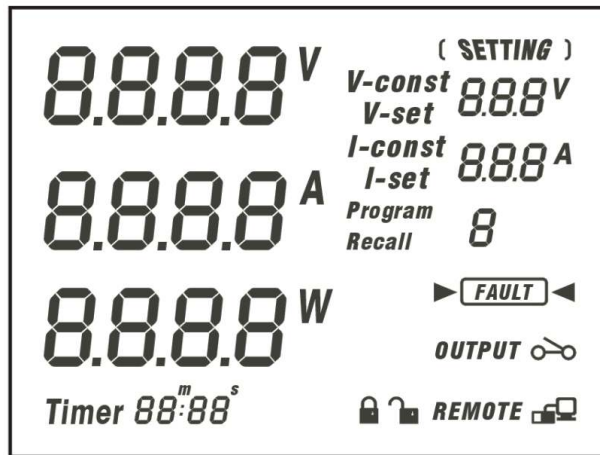 8.8.8.8 V
8.8.8.8 A
8.8.8.8 W
Timer 88:88 m s
( SETTING )
V-const
V-set
8.8.8 V
I-const
I-set
8.8.8 A
Program
Recall
8
FAULT
OUTPUT
REMOTE